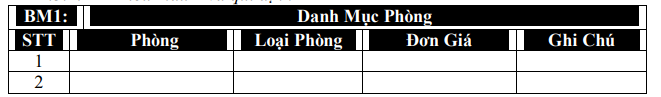 BM1: Danh Mục Phòng
STT Phòng Loại Phòng Đơn Giá Ghi Chú
1
2